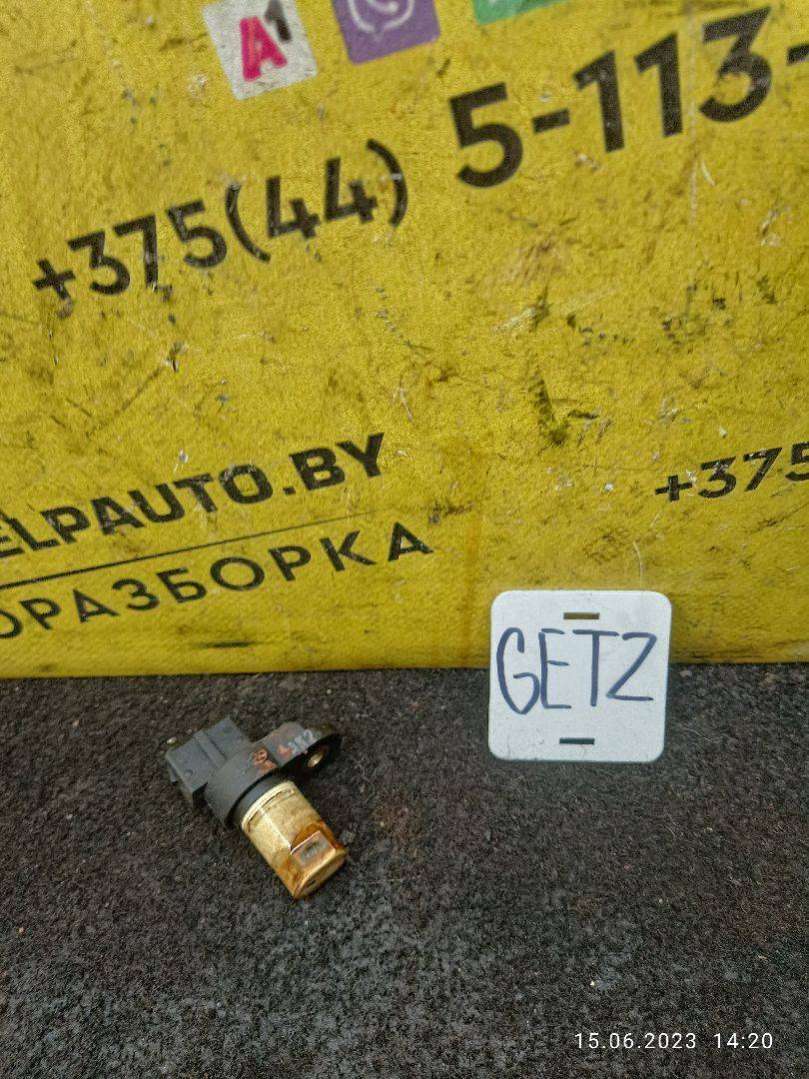 A1
+375(44) 5-113-
ELPAUTO.BY
ОРАЗБОРКА
+375
GETZ
15.06.2023 14:20